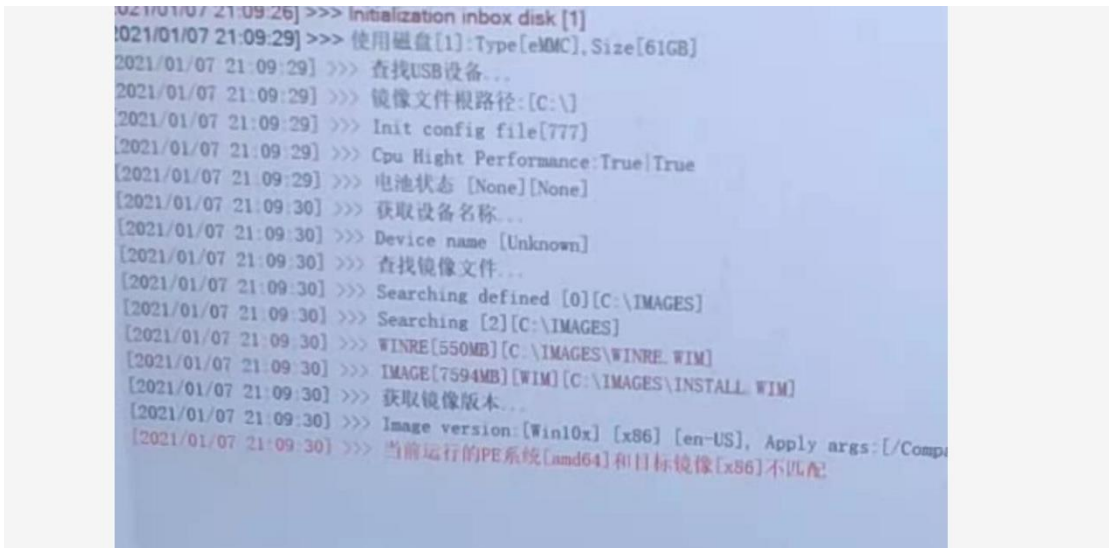 021/01/07 21:09:26] >>> Initialization inbox disk [1]
2021/01/07 21:09:29] >>> 使用磁盘[1]:Type[eMMC],Size[61GB]
2021/01/07 21:09:29] >>> 查找USB设备...
2021/01/07 21:09:29] >>> 镜像文件根路径:[C:\]
[2021/01/07 21:09:29] >>> Init config file[777]
[2021/01/07 21:09:29] >>> Cpu Hight Performance:True|True
[2021/01/07 21:09:29] >>> 电池状态 [None][None]
[2021/01/07 21:09:30] >>> 获取设备名称...
[2021/01/07 21:09:30] >>> Device name [Unknown]
[2021/01/07 21:09:30] >>> 查找镜像文件...
[2021/01/07 21:09:30] >>> Searching defined [0][C:\IMAGES]
[2021/01/07 21:09:30] >>> Searching [2][C:\IMAGES]
[2021/01/07 21:09:30] >>> WINRE[550MB][C:\IMAGES\WINRE.WIM]
[2021/01/07 21:09:30] >>> IMAGE[7594MB][WIM][C:\IMAGES\INSTALL.WIM]
[2021/01/07 21:09:30] >>> 获取镜像版本...
[2021/01/07 21:09:30] >>> Image version:[Win10x] [x86] [en-US], Apply args:[/Compa
[2021/01/07 21:09:30] >>> 当前运行的PE系统[amd64]和目标镜像[x86]不匹配